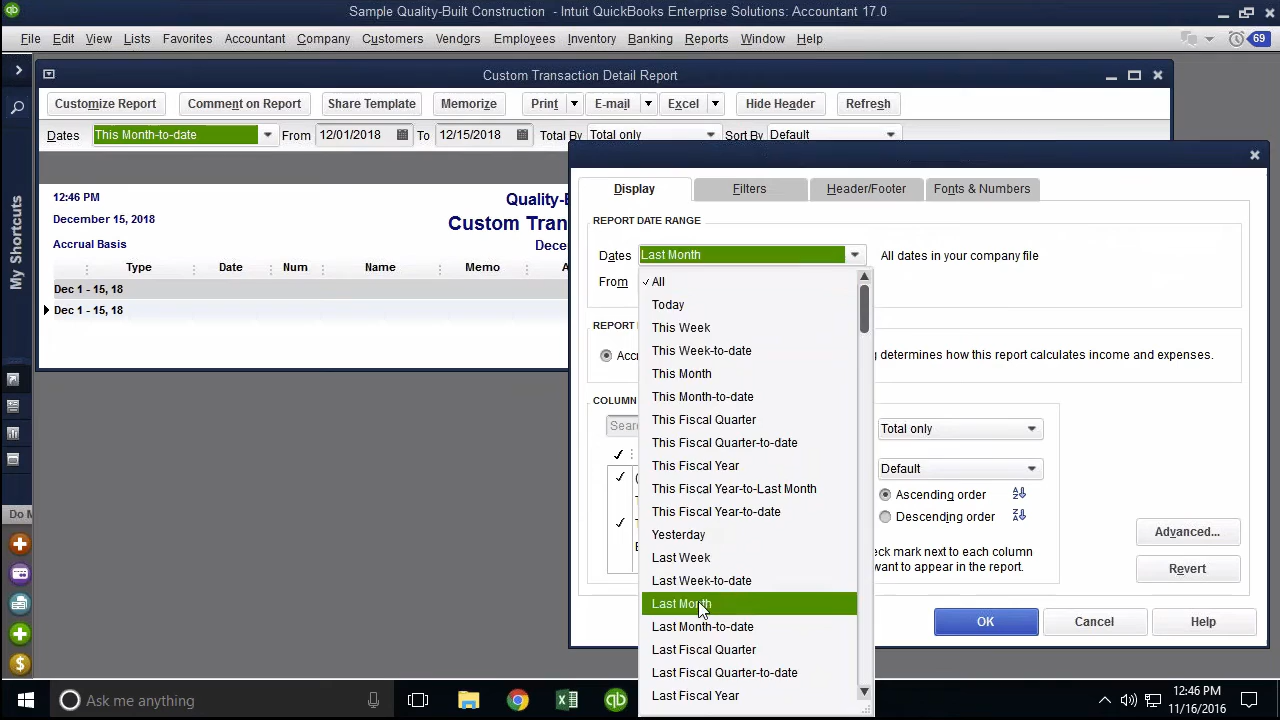 Sample Quality-Built Construction - Intuit QuickBooks Enterprise Solutions: Accountant 17.0
File Edit View Lists Favorites Accountant Company Customers Vendors Employees Inventory Banking Reports Window Help 69
Custom Transaction Detail Report
Customize Report Comment on Report Share Template Memorize Print E-mail Excel Hide Header Refresh
Dates This Month-to-date From 12/01/2018 To 12/15/2018 Total By Total only Sort By Default
My Shortcuts
Do M
12:46 PM
December 15, 2018
Accrual Basis
Quality-B
Custom Tran
Dece
Type Date Num Name Memo A
Dec 1 - 15, 18
Dec 1 - 15, 18
Display Filters Header/Footer Fonts & Numbers
REPORT DATE RANGE
Dates Last Month All dates in your company file
From
REPORT
Acc
g determines how this report calculates income and expenses.
COLUMN
Sear
All
Today
This Week
This Week-to-date
This Month
This Month-to-date
This Fiscal Quarter
This Fiscal Quarter-to-date
This Fiscal Year
This Fiscal Year-to-Last Month
This Fiscal Year-to-date
Yesterday
Last Week
Last Week-to-date
Last Month
Last Month-to-date
Last Fiscal Quarter
Last Fiscal Quarter-to-date
Last Fiscal Year
Total only
Default
Ascending order
Descending order
eck mark next to each column
want to appear in the report.
Advanced...
Revert
OK Cancel Help
Ask me anything
12:46 PM
11/16/2016